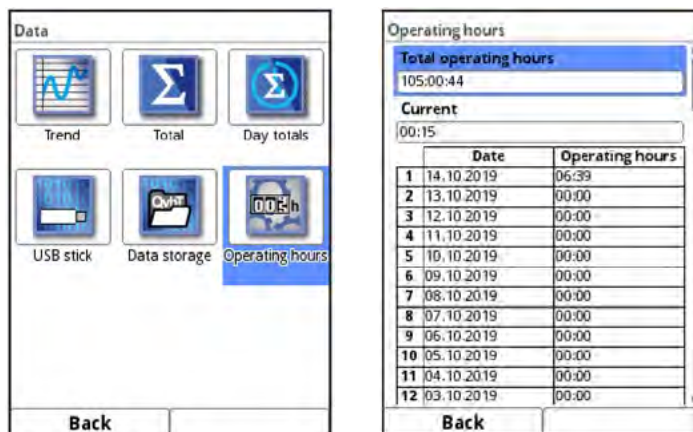 Data
Trend
Total
Day totals
USB stick
Data storage
Operating hours
Back
Operating hours
Total operating hours
105:00:44
Current
00:15
Date Operating hours
1 14.10.2019 06:39
2 13.10.2019 00:00
3 12.10.2019 00:00
4 11.10.2019 00:00
5 10.10.2019 00:00
6 09.10.2019 00:00
7 08.10.2019 00:00
8 07.10.2019 00:00
9 06.10.2019 00:00
10 05.10.2019 00:00
11 04.10.2019 00:00
12 03.10.2019 00:00
Back